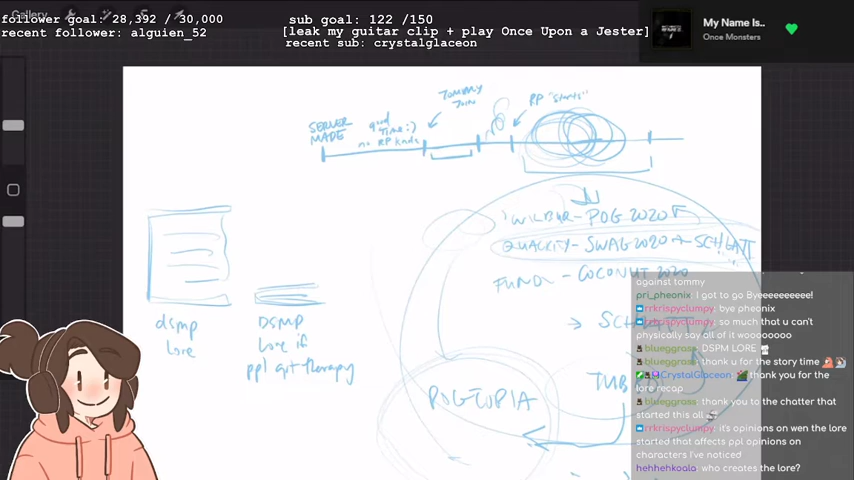 Gallery
follower goal: 28,392 / 30,000
recent follower: alguien_52
sub goal: 122 /150
[leak my guitar clip + play Once Upon a Jester]
recent sub: crystalglaceon
My Name Is..
Once Monsters
SERVER MADE
good time :)
no RP kinda
TOMMY JOIN
RP "starts"
WILBUR - POG 2020
QUACKITY - SWAG 2020 + SCHLATT
FUNDY - COCONUT 2020
→ SCHLATT
TUBBO
POGTOPIA
dsmp
lore
DSMP
Lore if
ppl got therapy
against tommy
pri_pheonix: I got to go Byeeeeeeeeee!
rrkrispyclumpy: bye pheonix
rrkrispyclumpy: so much that u can't
physically say all of it woooooooo
blueggrass: DSPM LORE
blueggrass: thank u for the story time
CrystalGlaceon: thank you for the
lore recap
blueggrass: thank you to the chatter that
started this all
rrkrispyclumpy: it's opinions on wen the lore
started that affects ppl opinions on
characters I've noticed
hehhehkoala: who creates the lore?